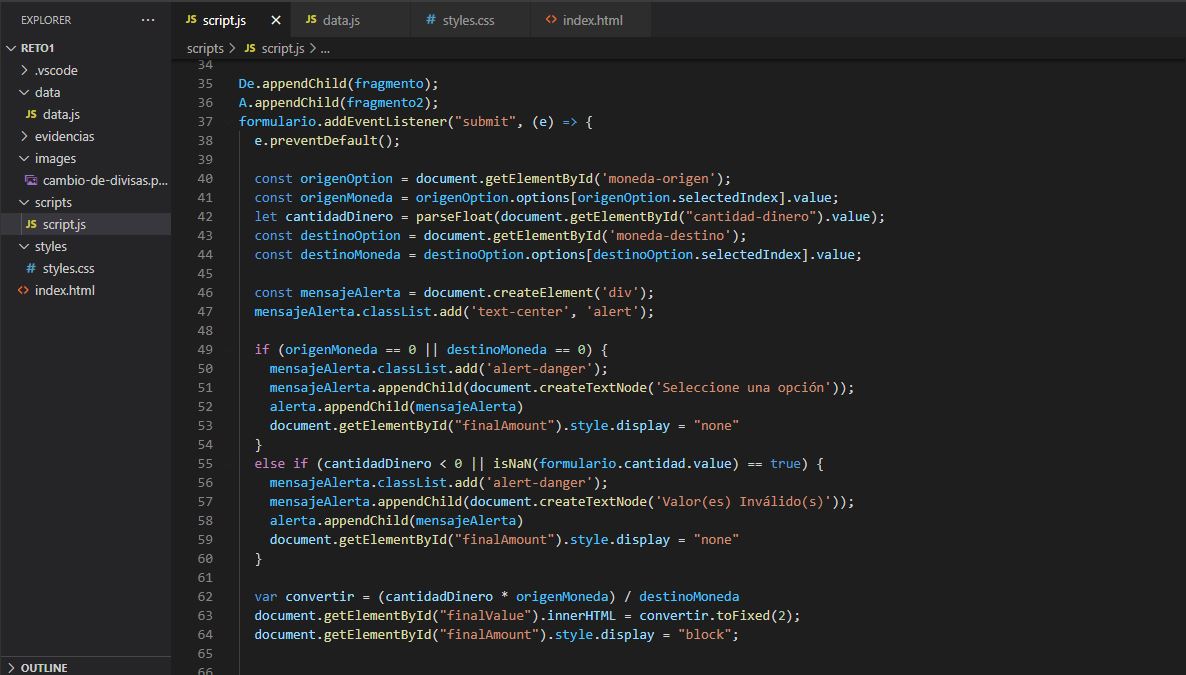 EXPLORER ···
RETO1
.vscode
data
JS data.js
evidencias
images
cambio-de-divisas.p...
scripts
JS script.js
styles
# styles.css
<> index.html
OUTLINE
JS script.js ×
JS data.js
# styles.css
<> index.html
scripts > JS script.js > ...
34
35 De.appendChild(fragmento);
36 A.appendChild(fragmento2);
37 formulario.addEventListener("submit", (e) => {
38 e.preventDefault();
39
40 const origenOption = document.getElementById('moneda-origen');
41 const origenMoneda = origenOption.options[origenOption.selectedIndex].value;
42 let cantidadDinero = parseFloat(document.getElementById("cantidad-dinero").value);
43 const destinoOption = document.getElementById('moneda-destino');
44 const destinoMoneda = destinoOption.options[destinoOption.selectedIndex].value;
45
46 const mensajeAlerta = document.createElement('div');
47 mensajeAlerta.classList.add('text-center', 'alert');
48
49 if (origenMoneda == 0 || destinoMoneda == 0) {
50 mensajeAlerta.classList.add('alert-danger');
51 mensajeAlerta.appendChild(document.createTextNode('Seleccione una opción'));
52 alerta.appendChild(mensajeAlerta)
53 document.getElementById("finalAmount").style.display = "none"
54 }
55 else if (cantidadDinero < 0 || isNaN(formulario.cantidad.value) == true) {
56 mensajeAlerta.classList.add('alert-danger');
57 mensajeAlerta.appendChild(document.createTextNode('Valor(es) Inválido(s)'));
58 alerta.appendChild(mensajeAlerta)
59 document.getElementById("finalAmount").style.display = "none"
60 }
61
62 var convertir = (cantidadDinero * origenMoneda) / destinoMoneda
63 document.getElementById("finalValue").innerHTML = convertir.toFixed(2);
64 document.getElementById("finalAmount").style.display = "block";
65
66